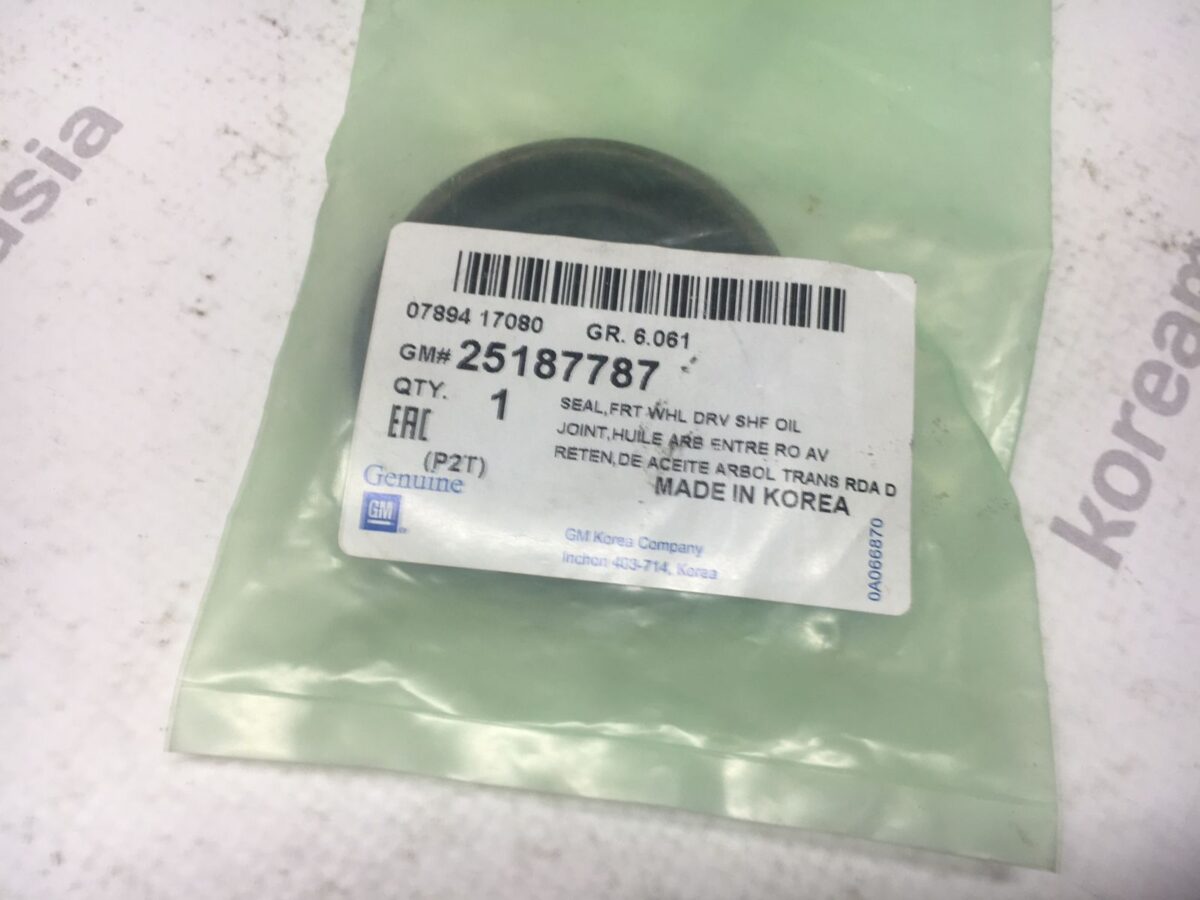 asia
koream
07894 17080 GR. 6.061
GM# 25187787
QTY. 1
SEAL,FRT WHL DRV SHF OIL
JOINT,HUILE ARB ENTRE RO AV
RETEN,DE ACEITE ARBOL TRANS RDA D
EAC
(P2T)
MADE IN KOREA
Genuine
GM
GM Korea Company
Inchon 403-714, Korea
0A066870